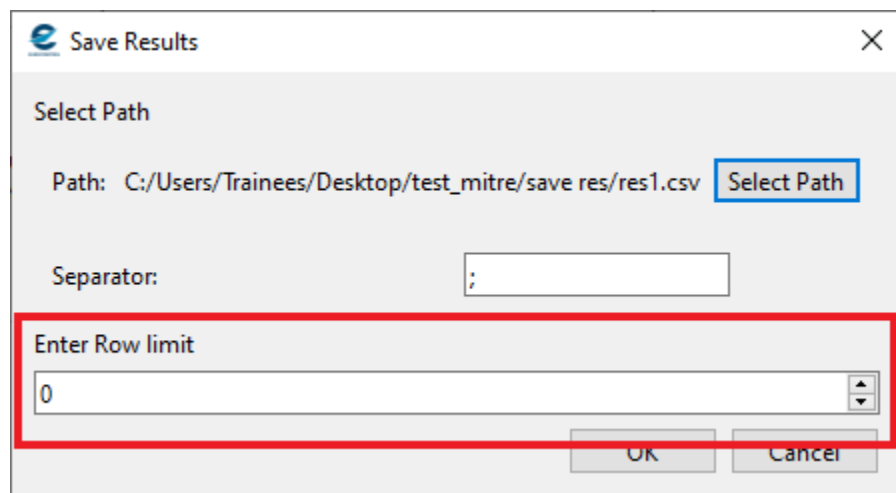 Save Results
Select Path
Path: C:/Users/Trainees/Desktop/test_mitre/save res/res1.csv Select Path
Separator: ;
Enter Row limit
0
OK Cancel